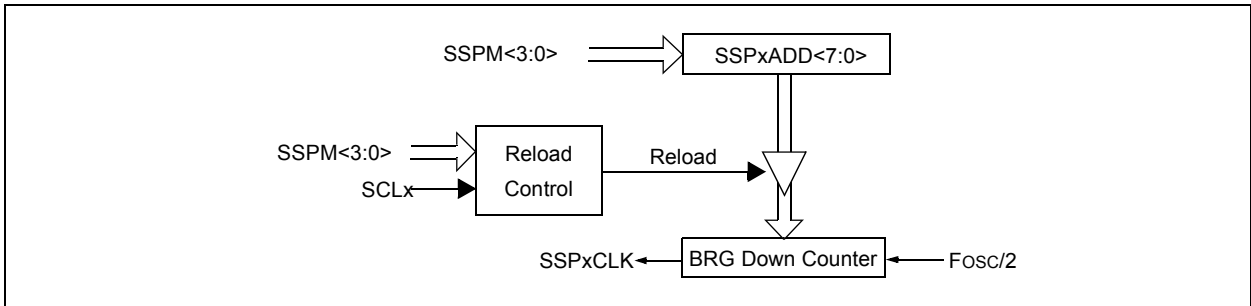 SSPM<3:0>
SSPxADD<7:0>
SSPM<3:0>
SCLx
Reload
Control
Reload
SSPxCLK
BRG Down Counter
FOSC/2